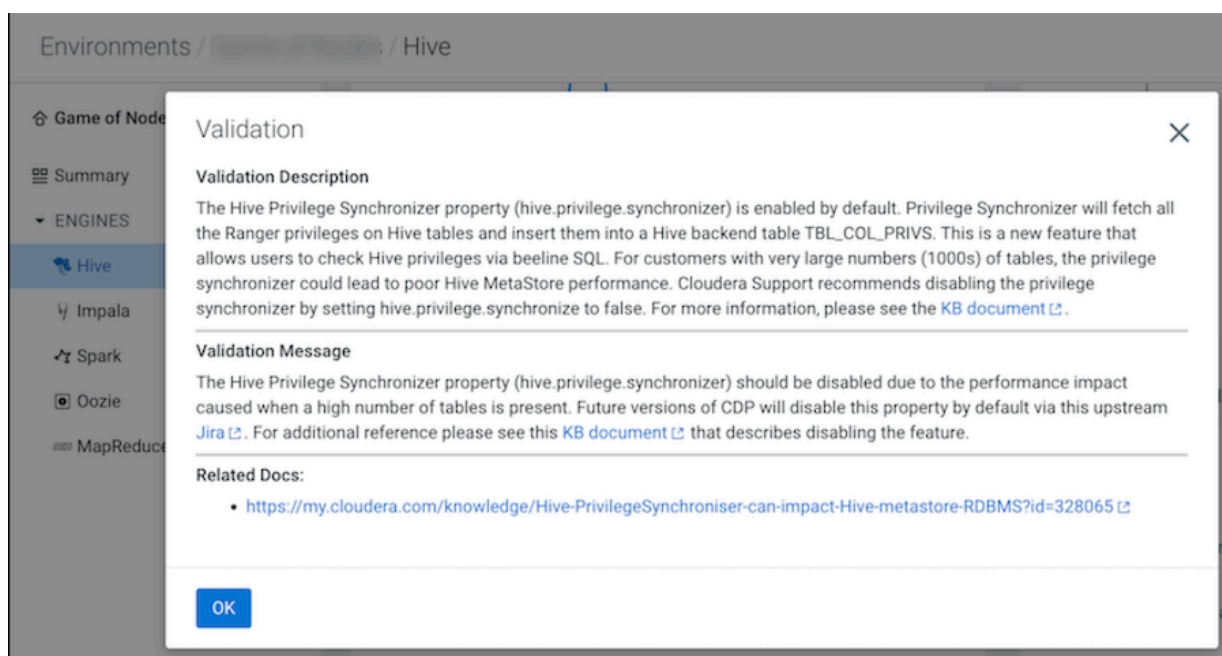 Environments / / Hive
Game of Node
Summary
ENGINES
Hive
Impala
Spark
Oozie
MapReduce
Validation
Validation Description
The Hive Privilege Synchronizer property (hive.privilege.synchronizer) is enabled by default. Privilege Synchronizer will fetch all
the Ranger privileges on Hive tables and insert them into a Hive backend table TBL_COL_PRIVS. This is a new feature that
allows users to check Hive privileges via beeline SQL. For customers with very large numbers (1000s) of tables, the privilege
synchronizer could lead to poor Hive MetaStore performance. Cloudera Support recommends disabling the privilege
synchronizer by setting hive.privilege.synchronize to false. For more information, please see the KB document.
Validation Message
The Hive Privilege Synchronizer property (hive.privilege.synchronizer) should be disabled due to the performance impact
caused when a high number of tables is present. Future versions of CDP will disable this property by default via this upstream
Jira. For additional reference please see this KB document that describes disabling the feature.
Related Docs:
• https://my.cloudera.com/knowledge/Hive-PrivilegeSynchroniser-can-impact-Hive-metastore-RDBMS?id=328065
OK